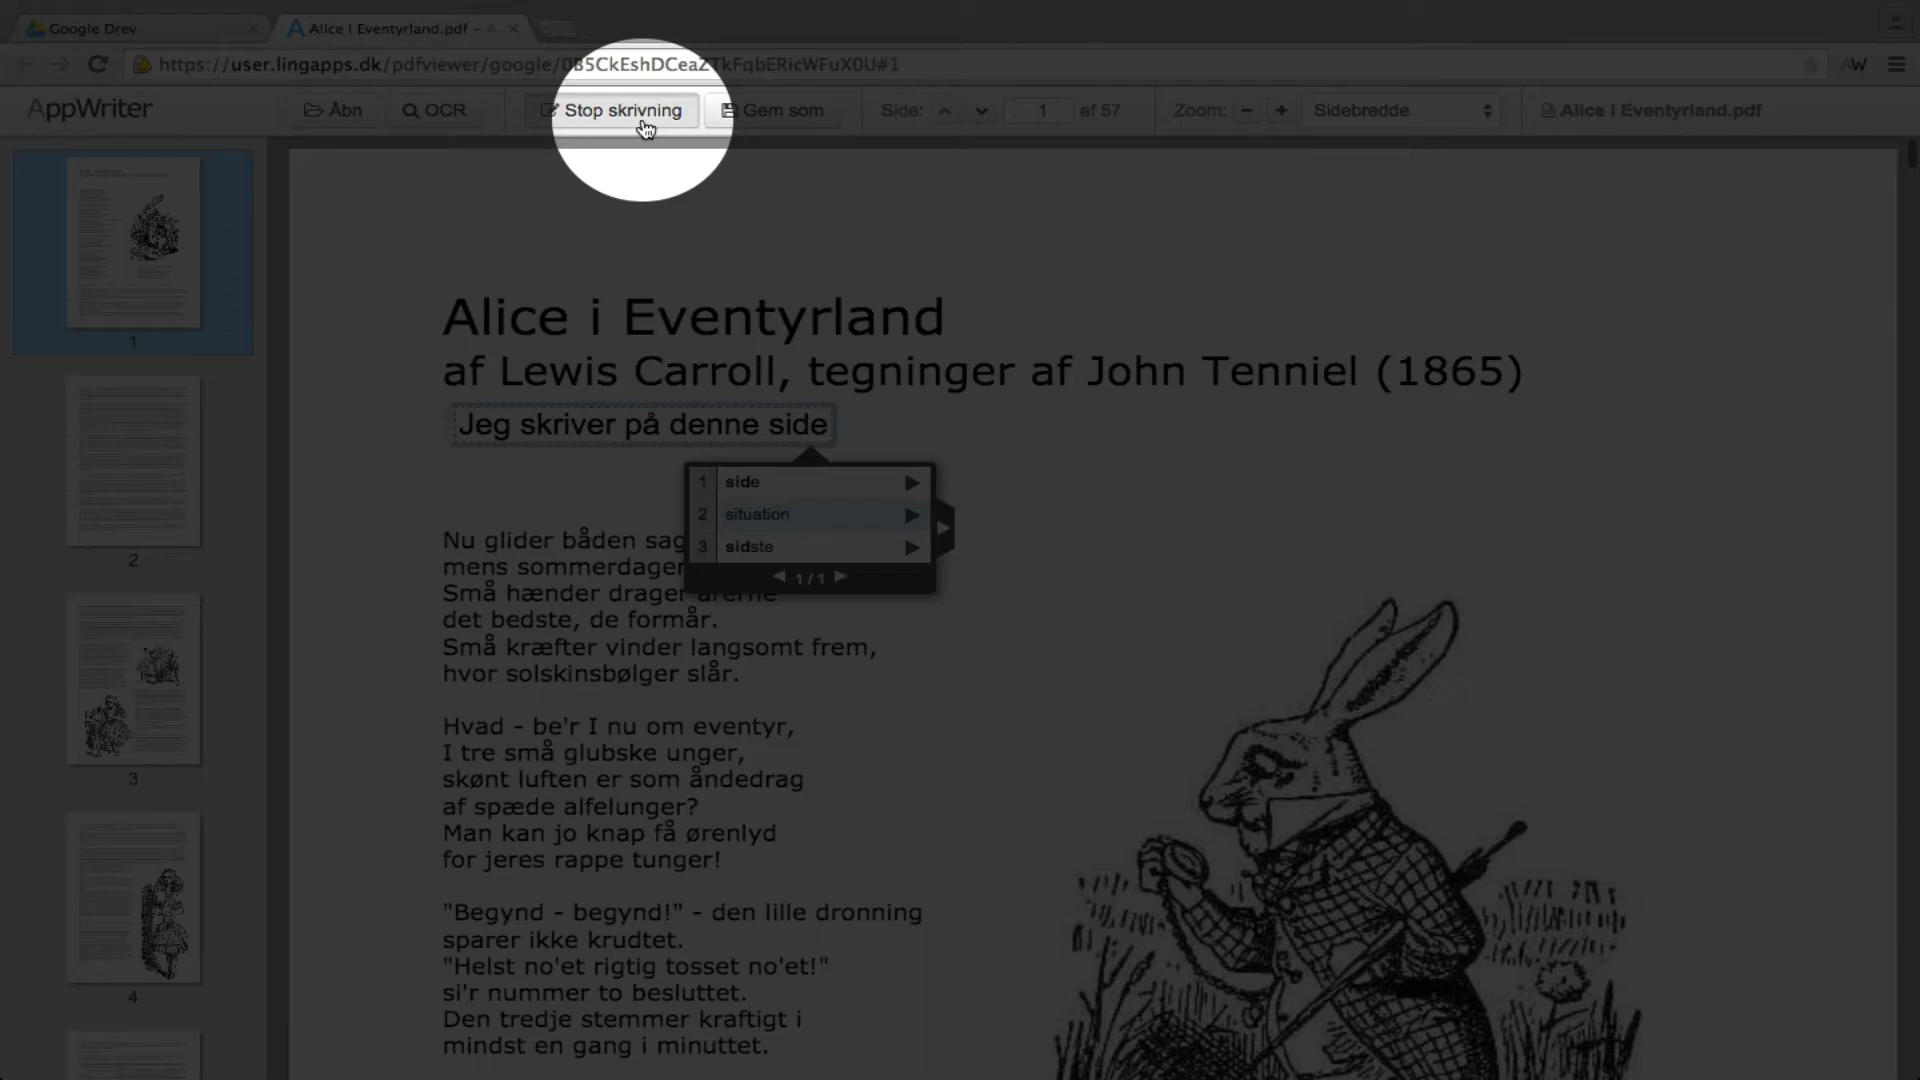 Google Drev
Alice i Eventyrland.pdf - A
https://user.lingapps.dk/pdfviewer/google/0B5CkEshDCeaZTkFqbERicWFuX0U#1
AW
AppWriter
Åbn
OCR
Stop skrivning
Gem som
Side:
1
af 57
Zoom:
Sidebredde
Alice i Eventyrland.pdf
1
2
3
4
Alice i Eventyrland
af Lewis Carroll, tegninger af John Tenniel (1865)
Jeg skriver på denne side
1 side
2 situation
3 sidste
1 / 1
Nu glider båden sag
mens sommerdager
Små hænder drager årerne
det bedste, de formår.
Små kræfter vinder langsomt frem,
hvor solskinsbølger slår.
Hvad - be'r I nu om eventyr,
I tre små glubske unger,
skønt luften er som åndedrag
af spæde alfelunger?
Man kan jo knap få ørenlyd
for jeres rappe tunger!
"Begynd - begynd!" - den lille dronning
sparer ikke krudtet.
"Helst no'et rigtig tosset no'et!"
si'r nummer to besluttet.
Den tredje stemmer kraftigt i
mindst en gang i minuttet.